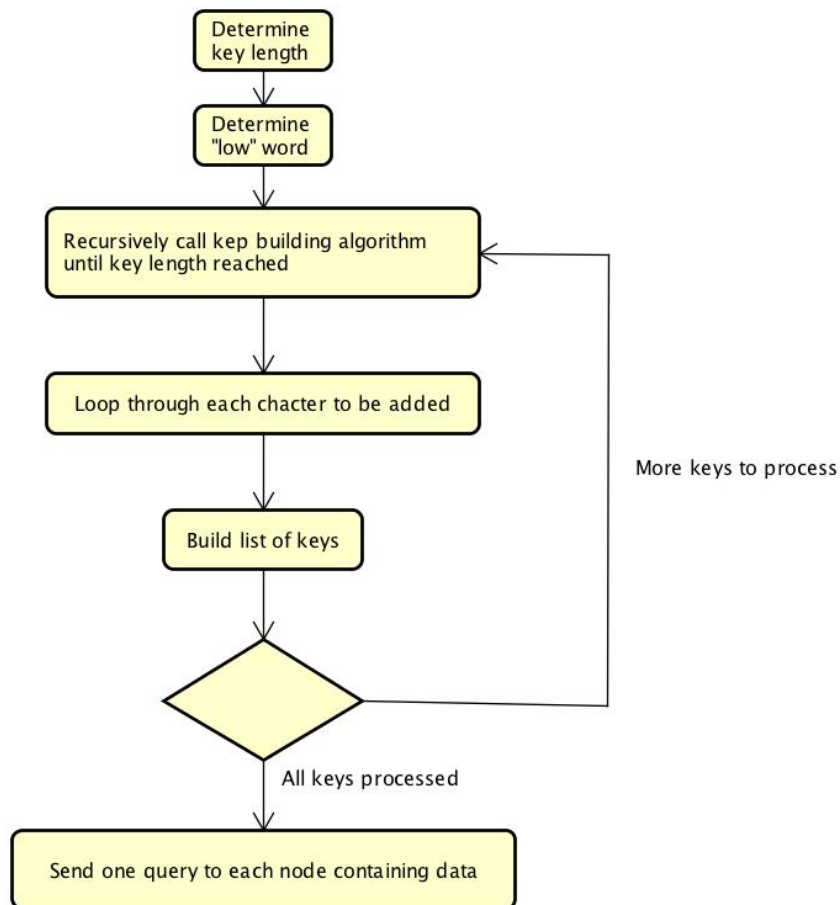 Determine
key length
Determine
"low" word
Recursively call kep building algorithm
until key length reached
Loop through each chacter to be added
More keys to process
Build list of keys
All keys processed
Send one query to each node containing data